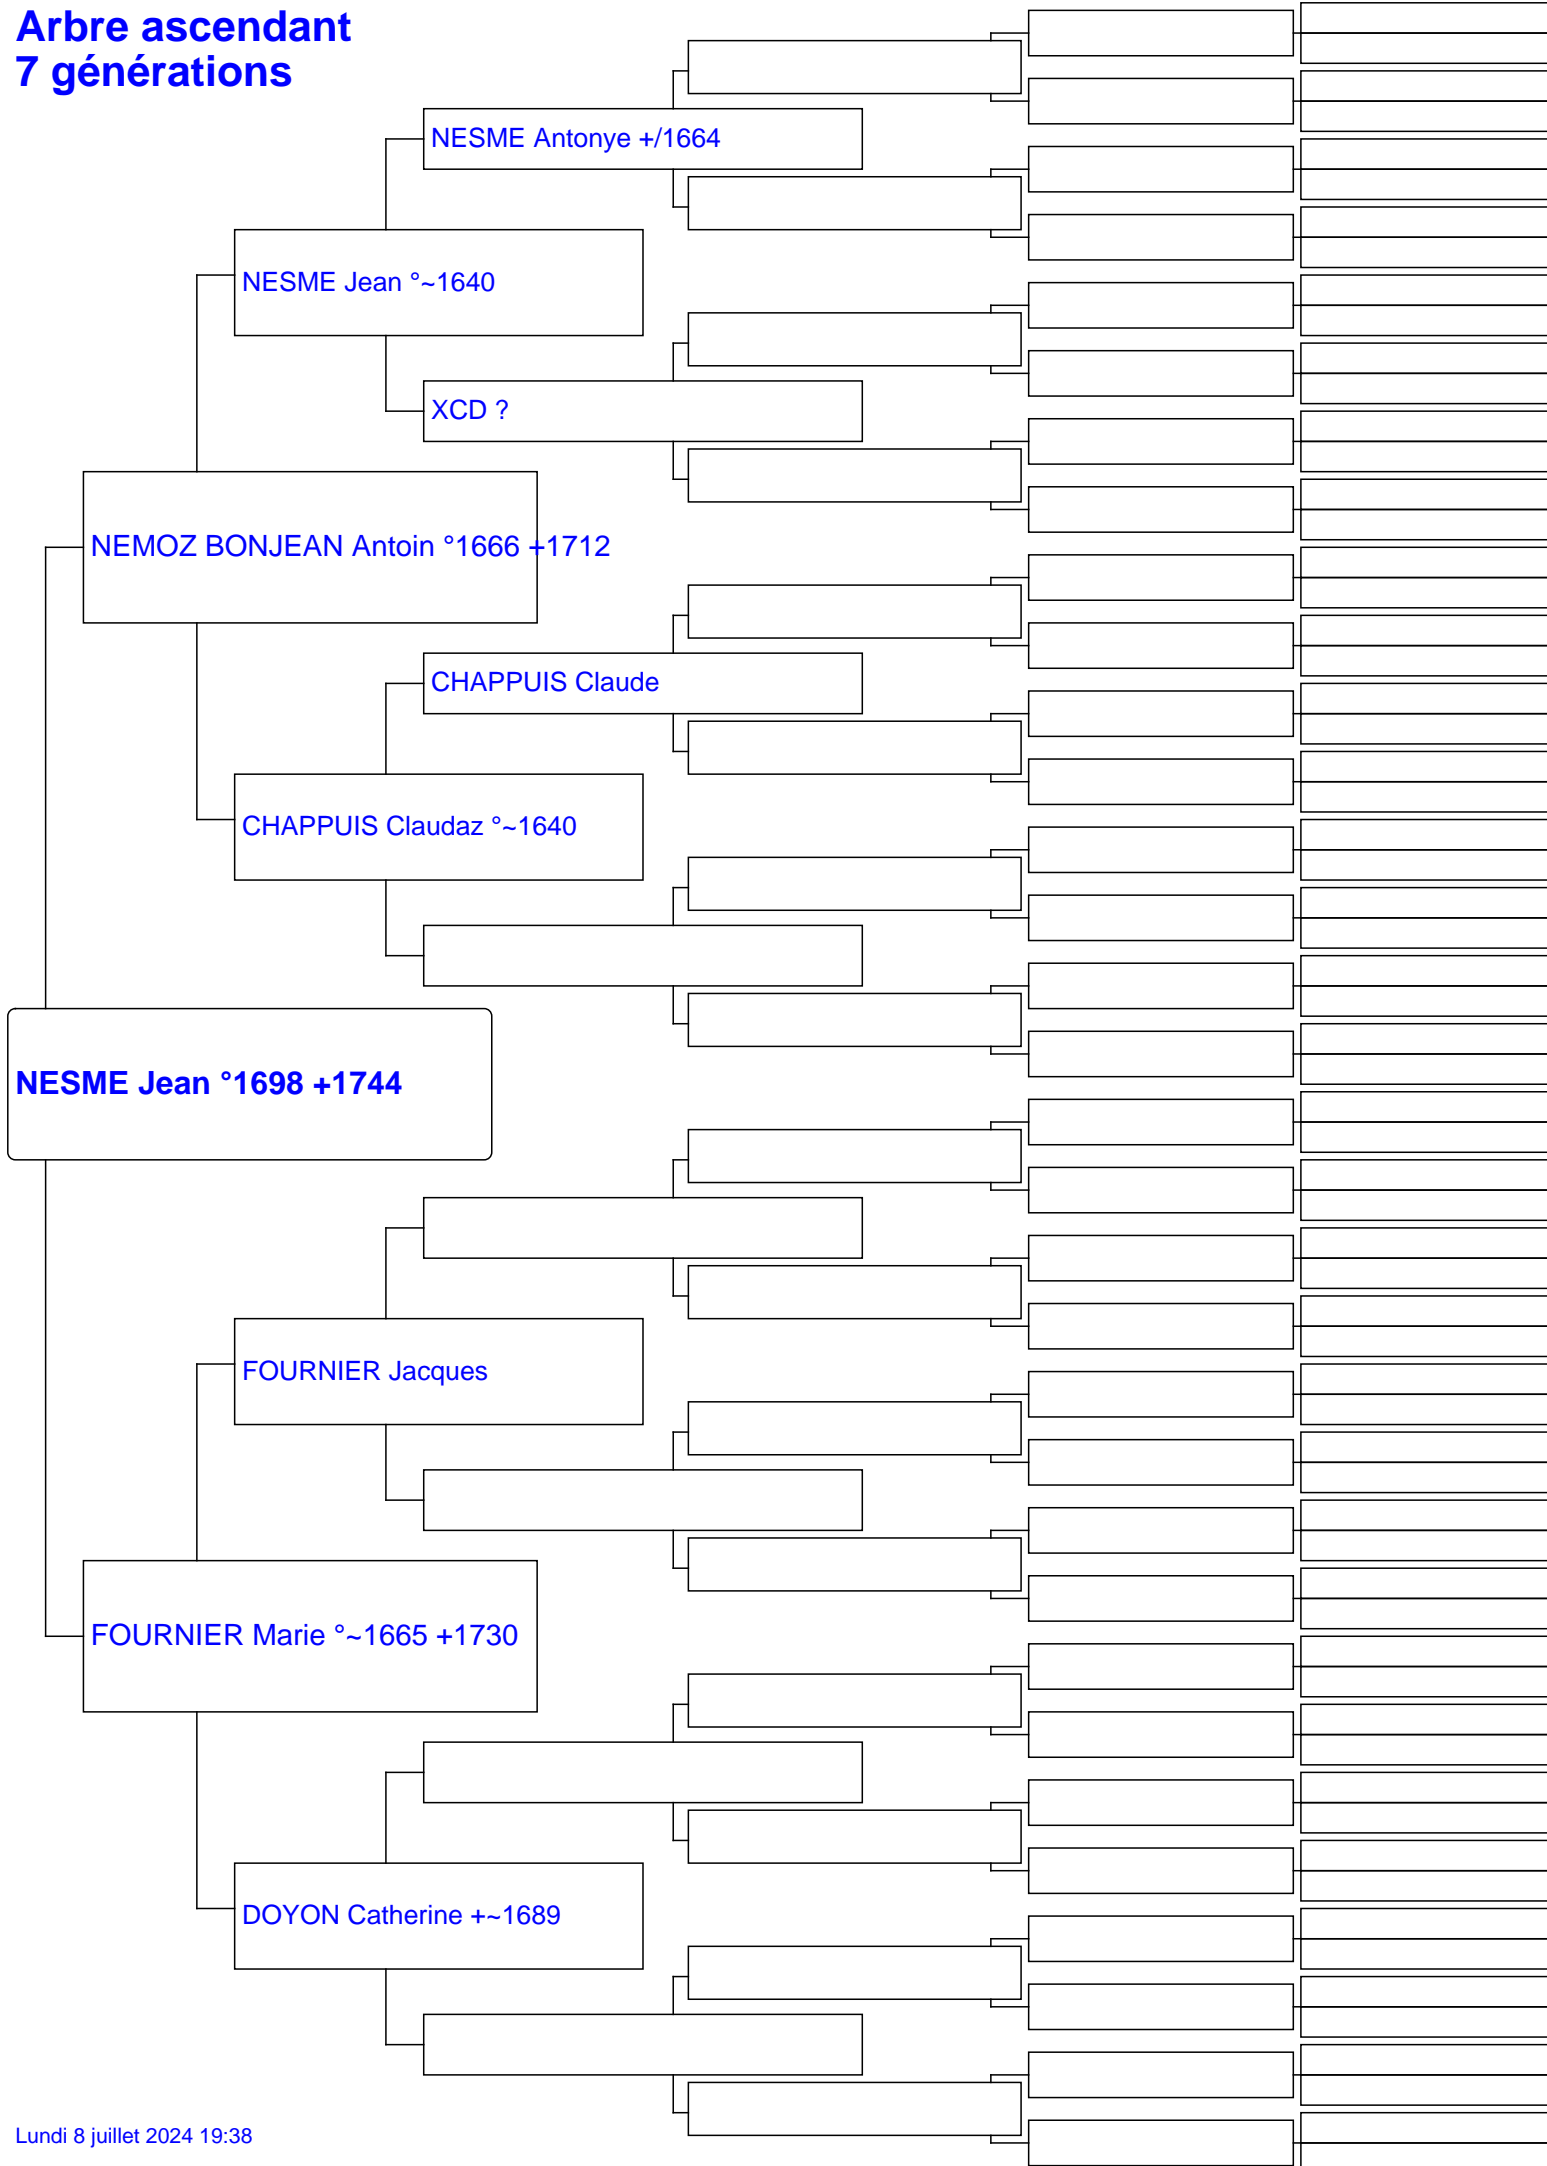 Arbre ascendant
7 générations
NESME Antonye +/1664
NESME Jean °~1640
XCD ?
NEMOZ BONJEAN Antoin °1666 +1712
CHAPPUIS Claude
CHAPPUIS Claudaz °~1640
NESME Jean °1698 +1744
FOURNIER Jacques
FOURNIER Marie °~1665 +1730
DOYON Catherine +~1689
Lundi 8 juillet 2024 19:38